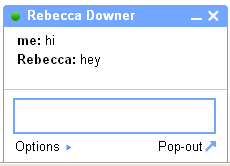 Rebecca Downer
me: hi
Rebecca: hey
Options
Pop-out